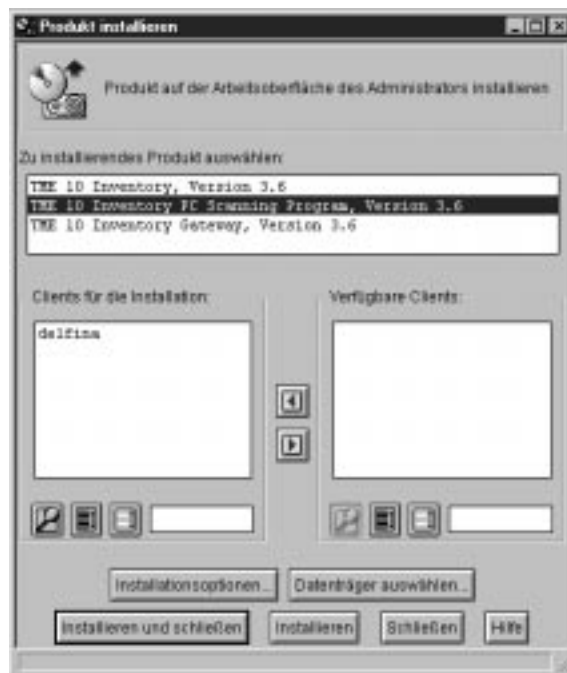 Produkt installieren
Produkt auf der Arbeitsoberfläche des Administrators installieren
Zu installierendes Produkt auswählen:
TME 10 Inventory, Version 3.6
TME 10 Inventory PC Scanning Program, Version 3.6
TME 10 Inventory Gateway, Version 3.6
Clients für die Installation:
Verfügbare Clients:
delfina
Installationsoptionen...
Datenträger auswählen...
Installieren und schließen
Installieren
Schließen
Hilfe